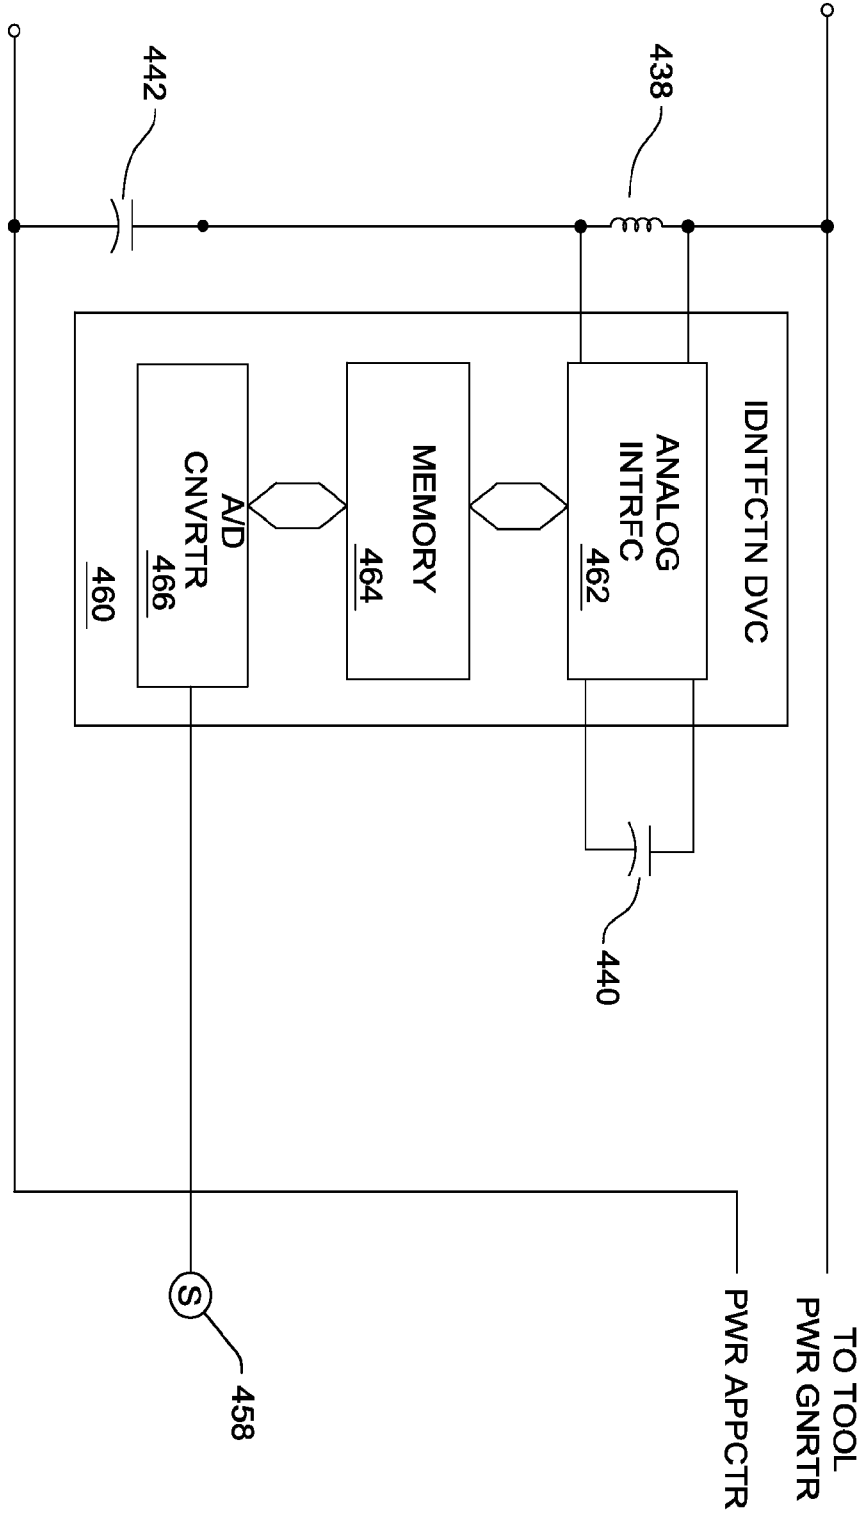 TO TOOL
PWR GNRTR
PWR APPCTR
438
440
442
458
IDNTFCTN DVC
ANALOG
INTRFC
462
MEMORY
464
A/D
CNVRTR
466
460
S